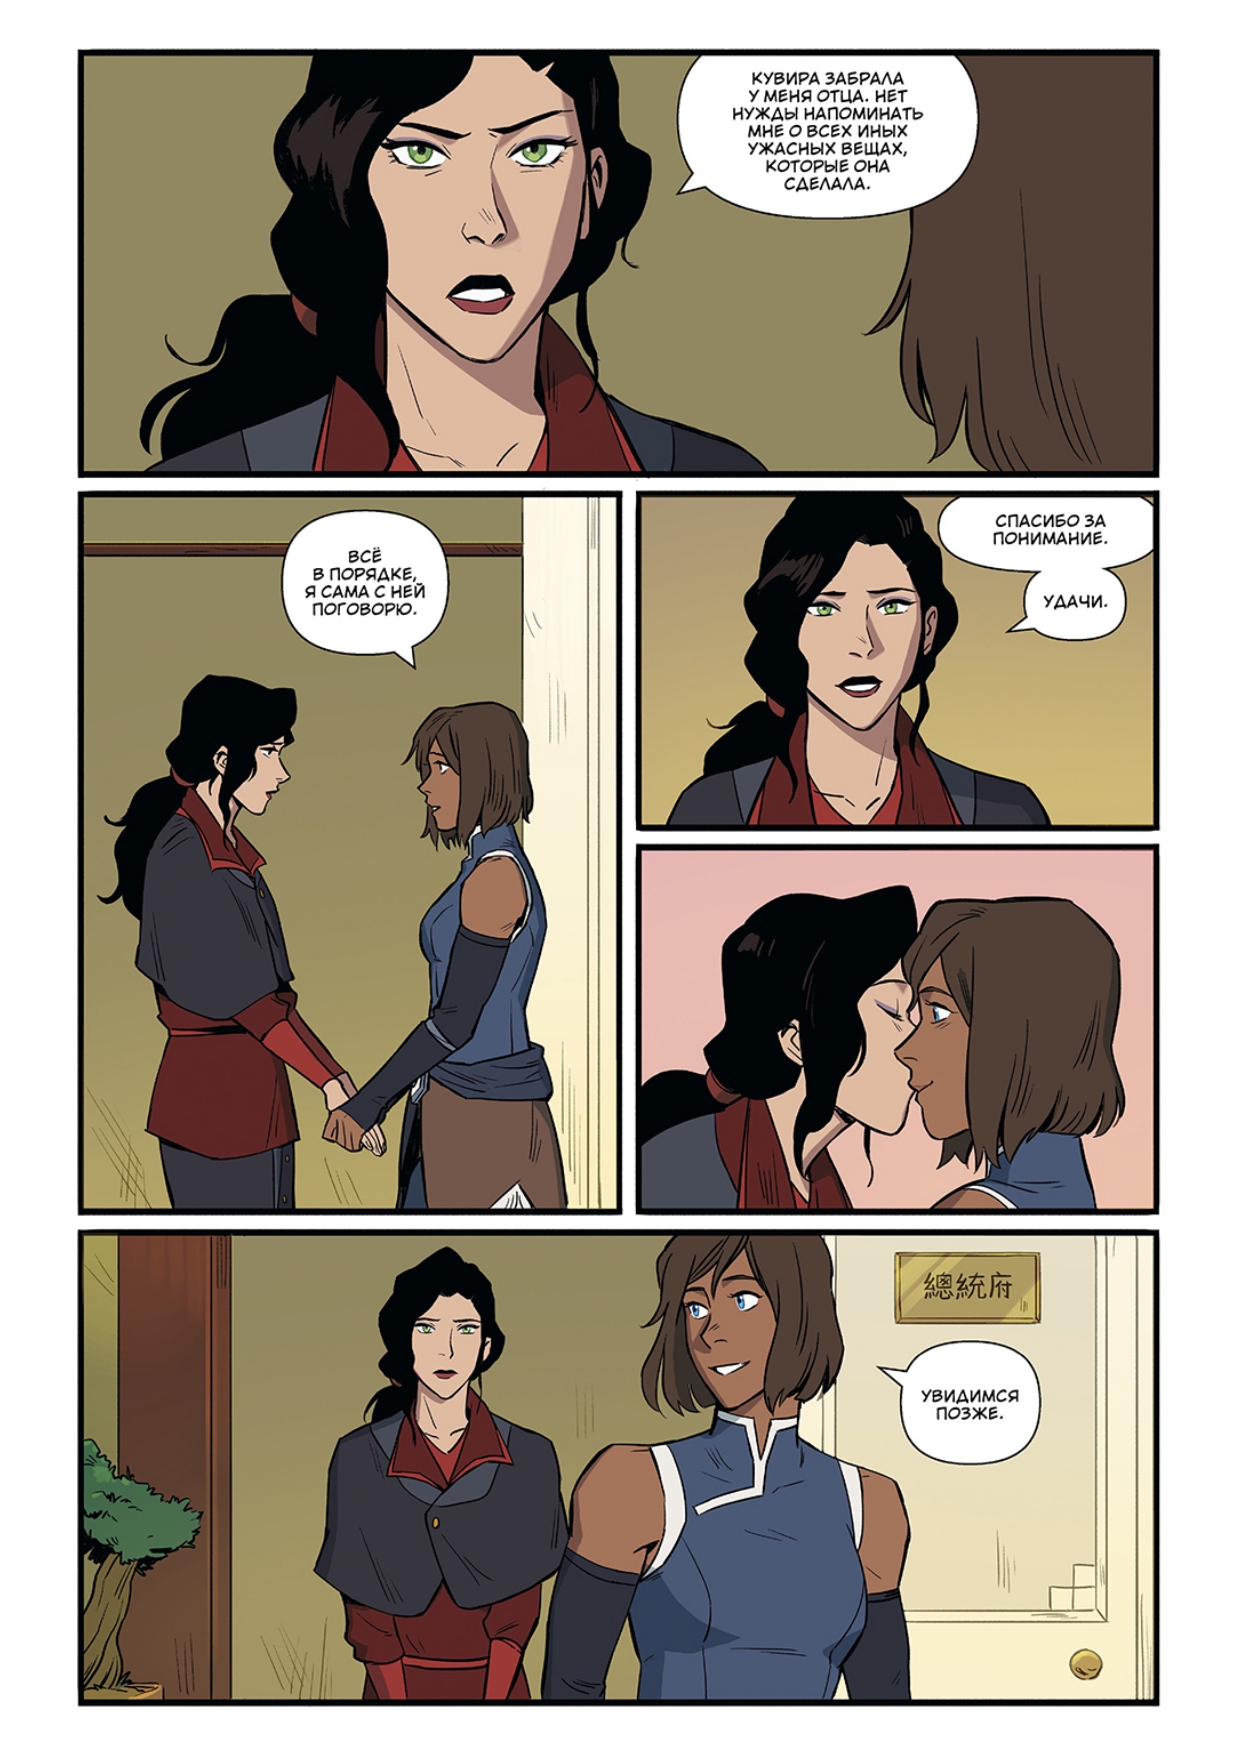 КУВИРА ЗАБРАЛА
У МЕНЯ ОТЦА. НЕТ
НУЖДЫ НАПОМИНАТЬ
МНЕ О ВСЕХ ИНЫХ
УЖАСНЫХ ВЕЩАХ,
КОТОРЫЕ ОНА
СДЕЛАЛА.
ВСЁ
В ПОРЯДКЕ,
Я САМА С НЕЙ
ПОГОВОРЮ.
СПАСИБО ЗА
ПОНИМАНИЕ.
УДАЧИ.
總統府
УВИДИМСЯ
ПОЗЖЕ.